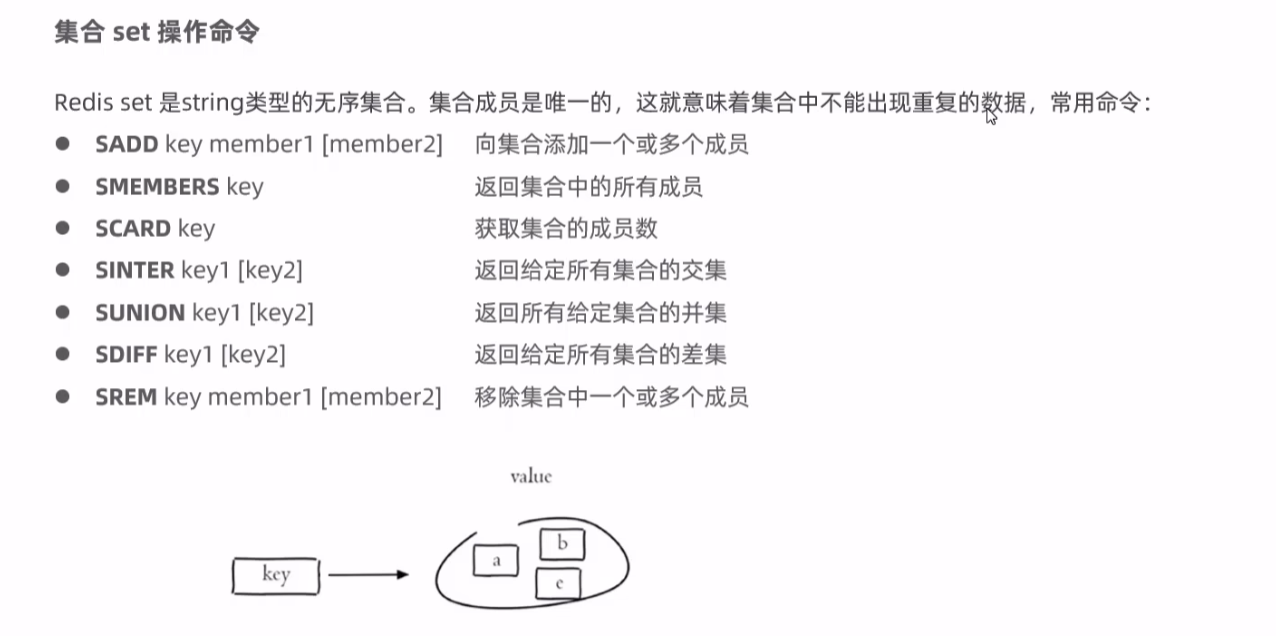 集合 set 操作命令
Redis set 是string类型的无序集合。集合成员是唯一的，这就意味着集合中不能出现重复的数据，常用命令：
● SADD key member1 [member2] 向集合添加一个或多个成员
● SMEMBERS key 返回集合中的所有成员
● SCARD key 获取集合的成员数
● SINTER key1 [key2] 返回给定所有集合的交集
● SUNION key1 [key2] 返回所有给定集合的并集
● SDIFF key1 [key2] 返回给定所有集合的差集
● SREM key member1 [member2] 移除集合中一个或多个成员
value
b
a
key
c